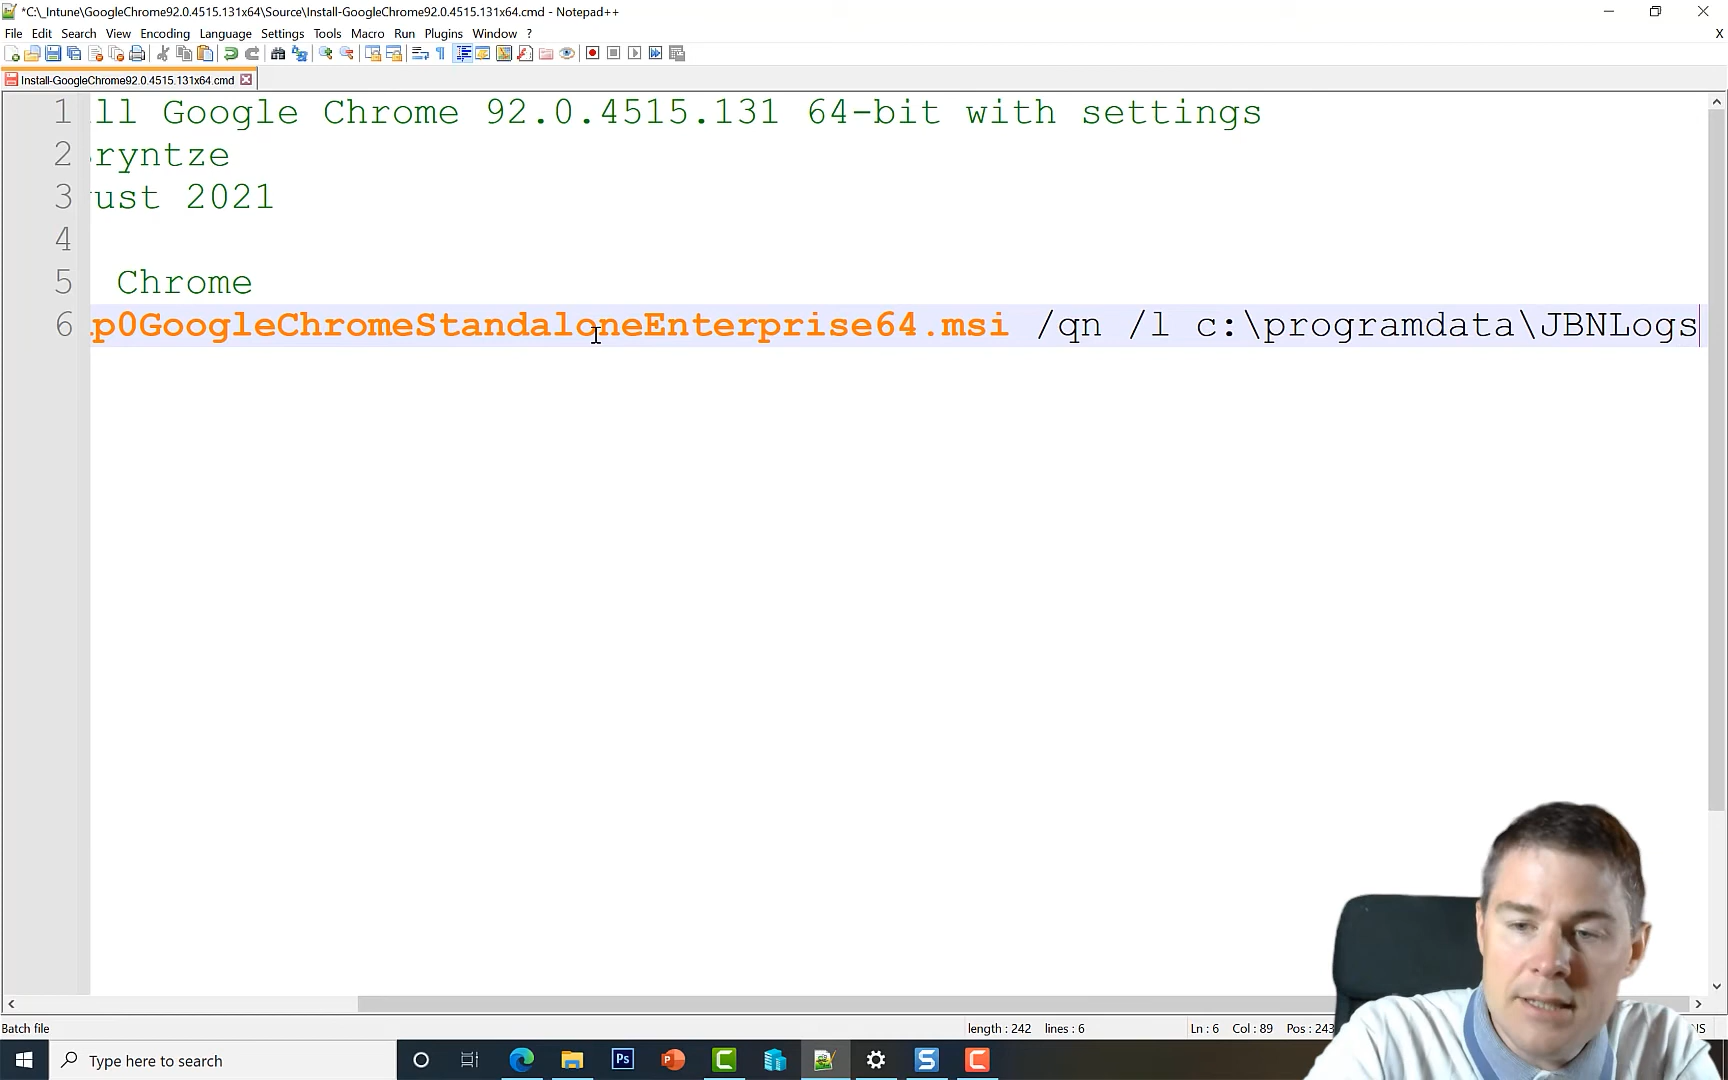 *C:\_Intune\GoogleChrome92.0.4515.131x64\Source\Install-GoogleChrome92.0.4515.131x64.cmd - Notepad++
File Edit Search View Encoding Language Settings Tools Macro Run Plugins Window ? X
Install-GoogleChrome92.0.4515.131x64.cmd
1 ll Google Chrome 92.0.4515.131 64-bit with settings
2 ryntze
3 ust 2021
4
5 Chrome
6 p0GoogleChromeStandaloneEnterprise64.msi /qn /l c:\programdata\JBNLogs
Batch file length : 242 lines : 6 Ln : 6 Col : 89 Pos : 243
Type here to search